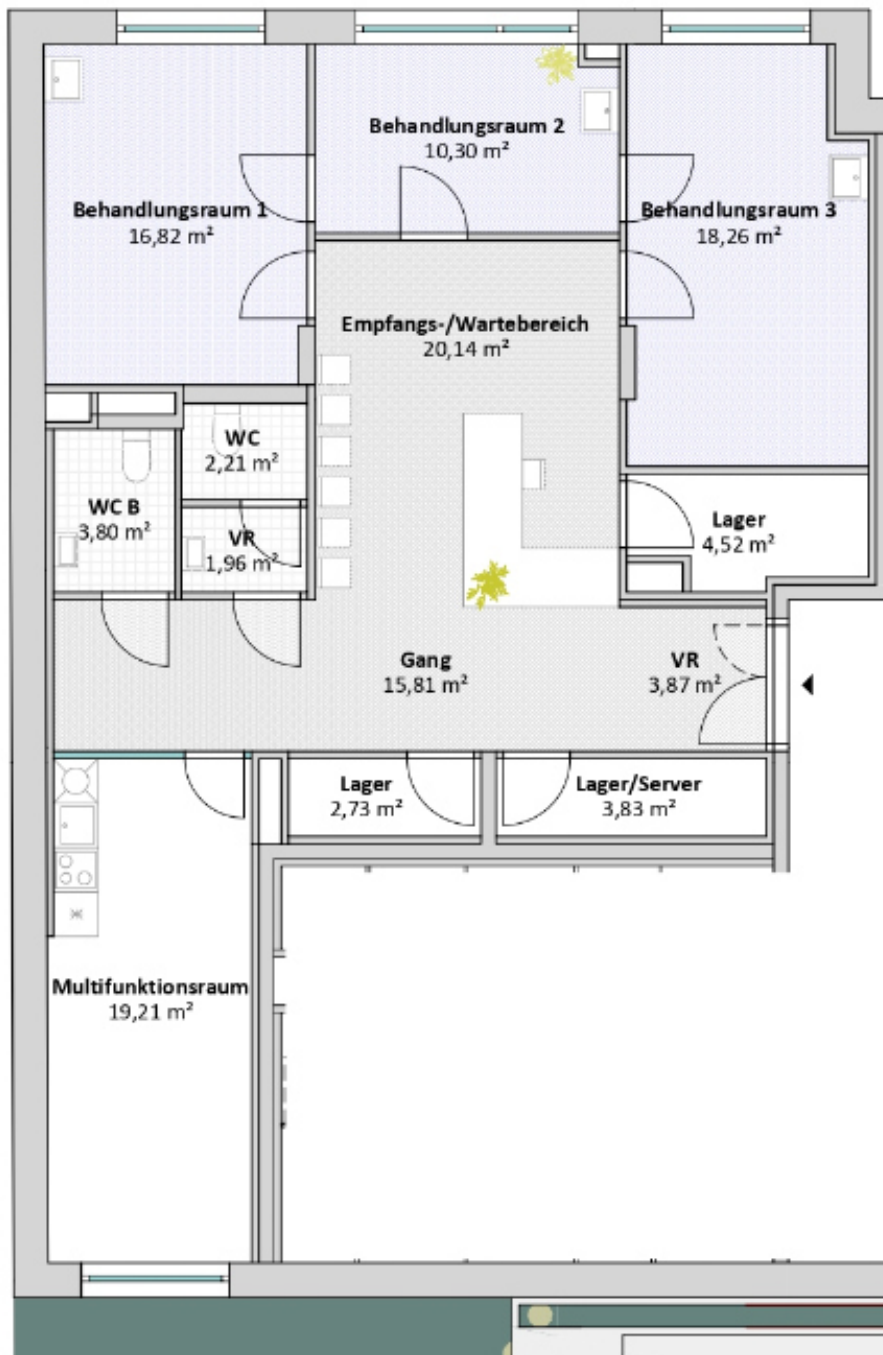 Behandlungsraum 1
16,82 m²
Behandlungsraum 2
10,30 m²
Behandlungsraum 3
18,26 m²
Empfangs-/Wartebereich
20,14 m²
WC
2,21 m²
WC B
3,80 m²
VR
1,96 m²
Lager
4,52 m²
Gang
15,81 m²
VR
3,87 m²
Lager
2,73 m²
Lager/Server
3,83 m²
Multifunktionsraum
19,21 m²